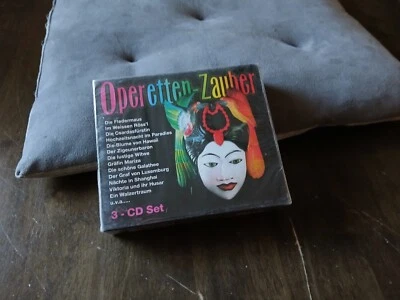 Operetten-Zauber
Die Fledermaus
Im Weissen Röss'l
Die Csardasfürstin
Hochzeitsnacht im Paradies
Die Blume von Hawaii
Der Zigeunerbaron
Die lustige Witwe
Gräfin Mariza
Die schöne Galathee
Der Graf von Luxemburg
Nächte in Shanghai
Viktoria und ihr Husar
Ein Walzertraum
u.v.a.....
3 - CD Set